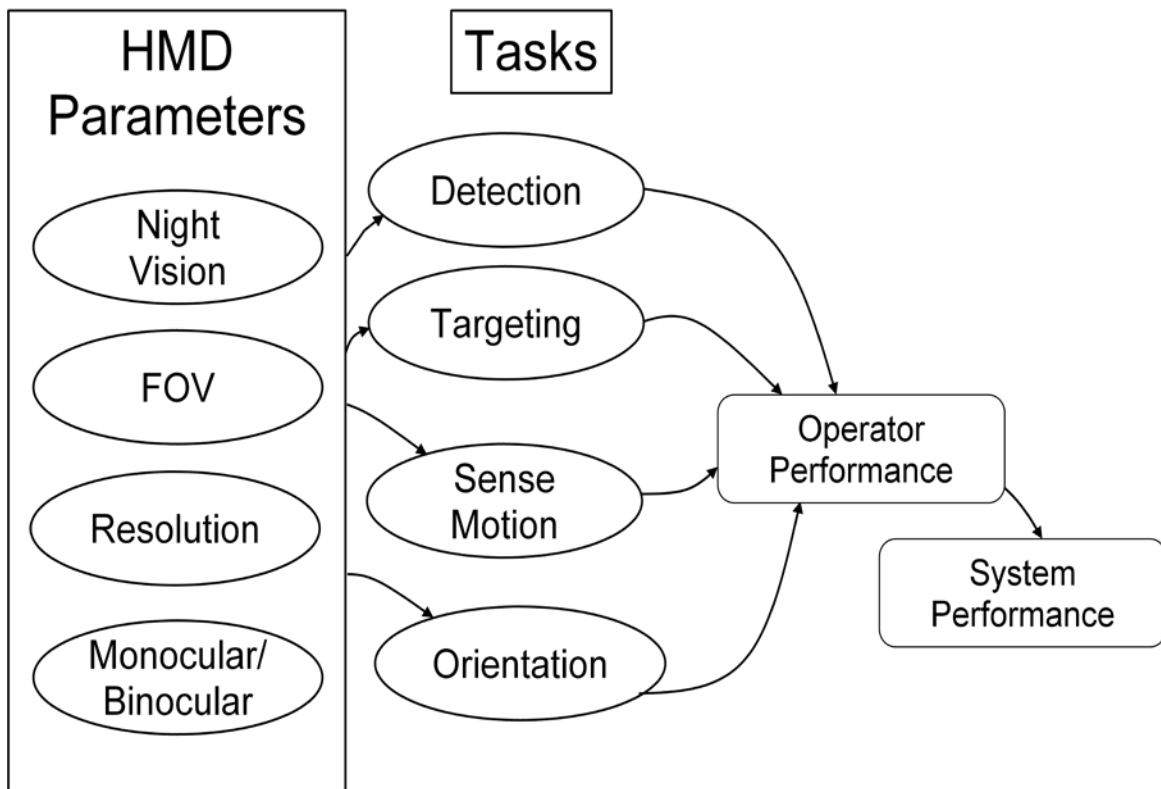 HMD
Parameters
Night
Vision
FOV
Resolution
Monocular/
Binocular
Tasks
Detection
Targeting
Sense
Motion
Orientation
Operator
Performance
System
Performance